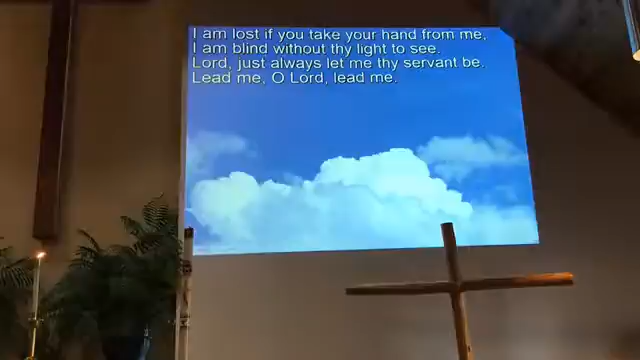 I am lost if you take your hand from me,
I am blind without thy light to see.
Lord, just always let me thy servant be.
Lead me, O Lord, lead me.